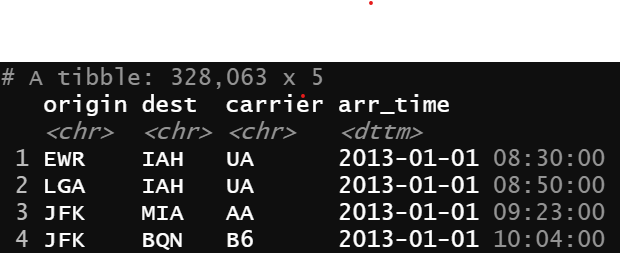 # A tibble: 328,063 x 5
origin dest carrier arr_time
<chr> <chr> <chr> <dttm>
1 EWR IAH UA 2013-01-01 08:30:00
2 LGA IAH UA 2013-01-01 08:50:00
3 JFK MIA AA 2013-01-01 09:23:00
4 JFK BQN B6 2013-01-01 10:04:00